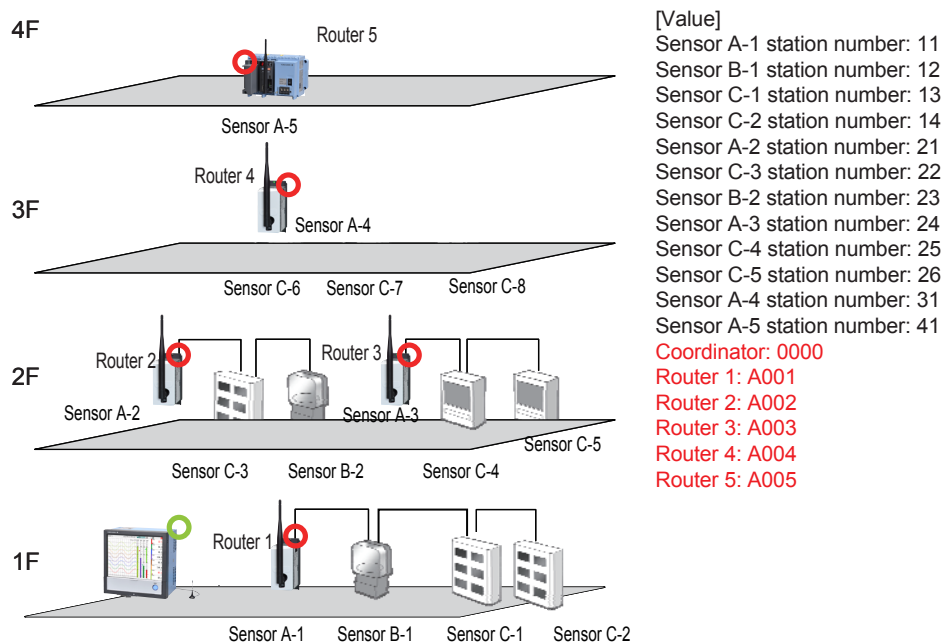 4F
Router 5
Sensor A-5
Router 4
3F
Sensor A-4
Sensor C-6 Sensor C-7 Sensor C-8
Router 2
Router 3
2F
Sensor A-2
Sensor A-3
Sensor C-5
Sensor C-3 Sensor B-2 Sensor C-4
Router 1
1F
Sensor A-1 Sensor B-1 Sensor C-1 Sensor C-2
[Value]
Sensor A-1 station number: 11
Sensor B-1 station number: 12
Sensor C-1 station number: 13
Sensor C-2 station number: 14
Sensor A-2 station number: 21
Sensor C-3 station number: 22
Sensor B-2 station number: 23
Sensor A-3 station number: 24
Sensor C-4 station number: 25
Sensor C-5 station number: 26
Sensor A-4 station number: 31
Sensor A-5 station number: 41
Coordinator: 0000
Router 1: A001
Router 2: A002
Router 3: A003
Router 4: A004
Router 5: A005